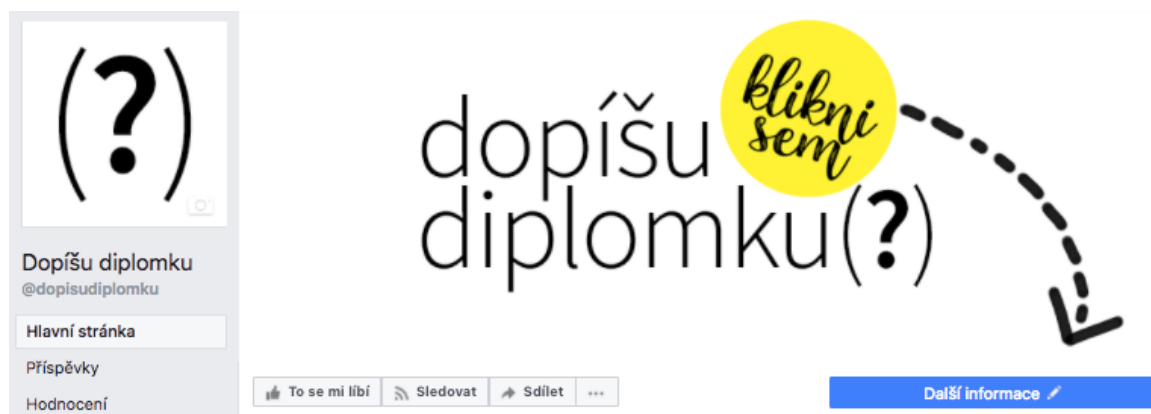 (?)
Dopíšu diplomku
@dopisudiplomku
Hlavní stránka
Příspěvky
Hodnocení
dopíšu
diplomku(?)
klikni
sem
To se mi líbí
Sledovat
Sdílet
...
Další informace